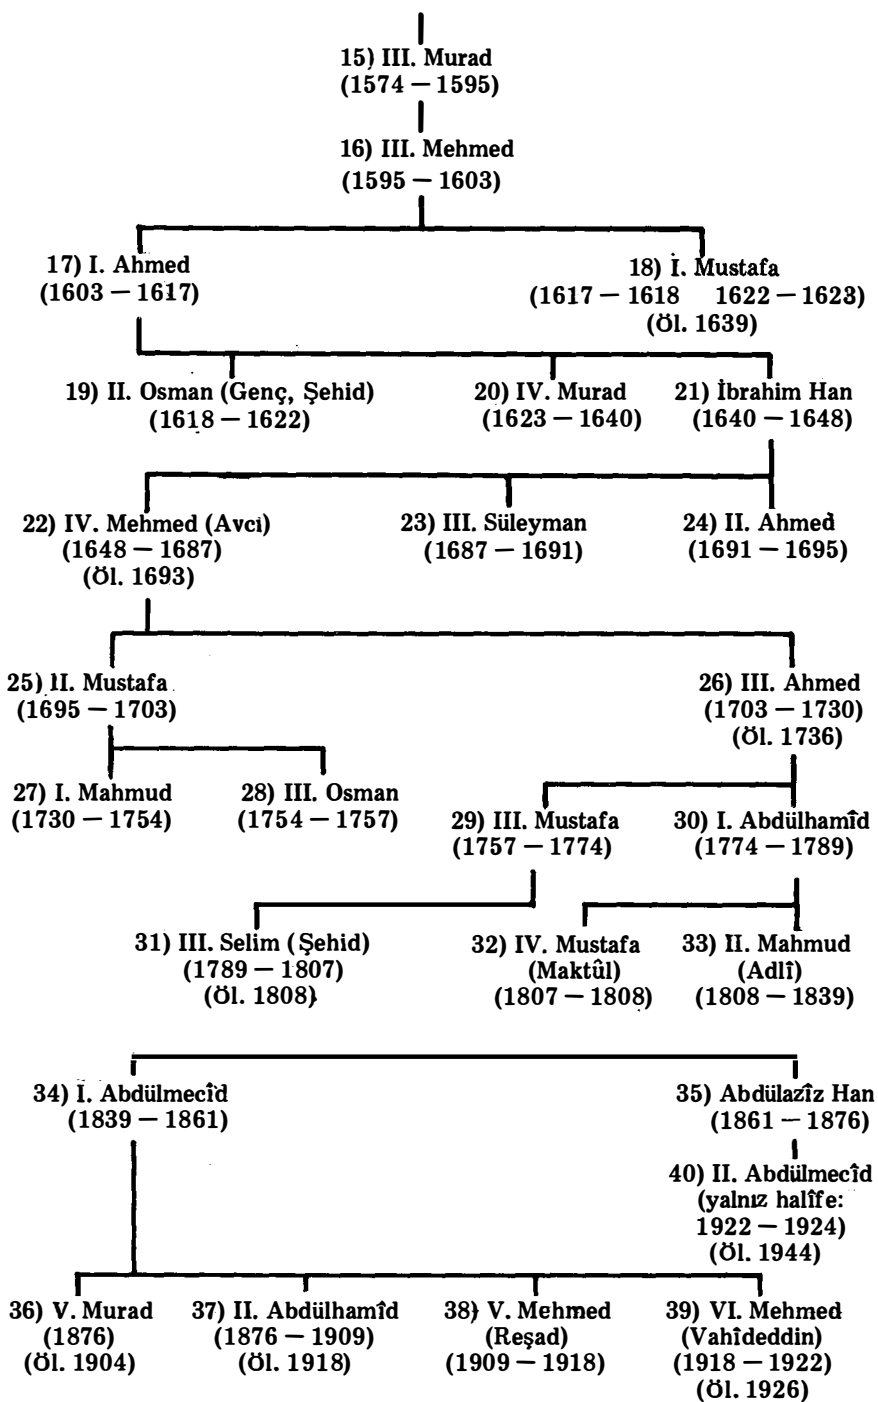 15) III. Murad
(1574 — 1595)
16) III. Mehmed
(1595 — 1603)
17) I. Ahmed
(1603 — 1617)
18) I. Mustafa
(1617 — 1618 1622 — 1623)
(Öl. 1639)
19) II. Osman (Genç, Şehid)
(1618 — 1622)
20) IV. Murad
(1623 — 1640)
21) İbrahim Han
(1640 — 1648)
22) IV. Mehmed (Avcı)
(1648 — 1687)
(Öl. 1693)
23) III. Süleyman
(1687 — 1691)
24) II. Ahmed
(1691 — 1695)
25) II. Mustafa
(1695 — 1703)
26) III. Ahmed
(1703 — 1730)
(Öl. 1736)
27) I. Mahmud
(1730 — 1754)
28) III. Osman
(1754 — 1757)
29) III. Mustafa
(1757 — 1774)
30) I. Abdülhamîd
(1774 — 1789)
31) III. Selim (Şehid)
(1789 — 1807)
(Öl. 1808)
32) IV. Mustafa
(Maktûl)
(1807 — 1808)
33) II. Mahmud
(Adlî)
(1808 — 1839)
34) I. Abdülmecîd
(1839 — 1861)
35) Abdülazîz Han
(1861 — 1876)
40) II. Abdülmecîd
(yalnız halîfe:
1922 — 1924)
(Öl. 1944)
36) V. Murad
(1876)
(Öl. 1904)
37) II. Abdülhamîd
(1876 — 1909)
(Öl. 1918)
38) V. Mehmed
(Reşad)
(1909 — 1918)
39) VI. Mehmed
(Vahîdeddin)
(1918 — 1922)
(Öl. 1926)